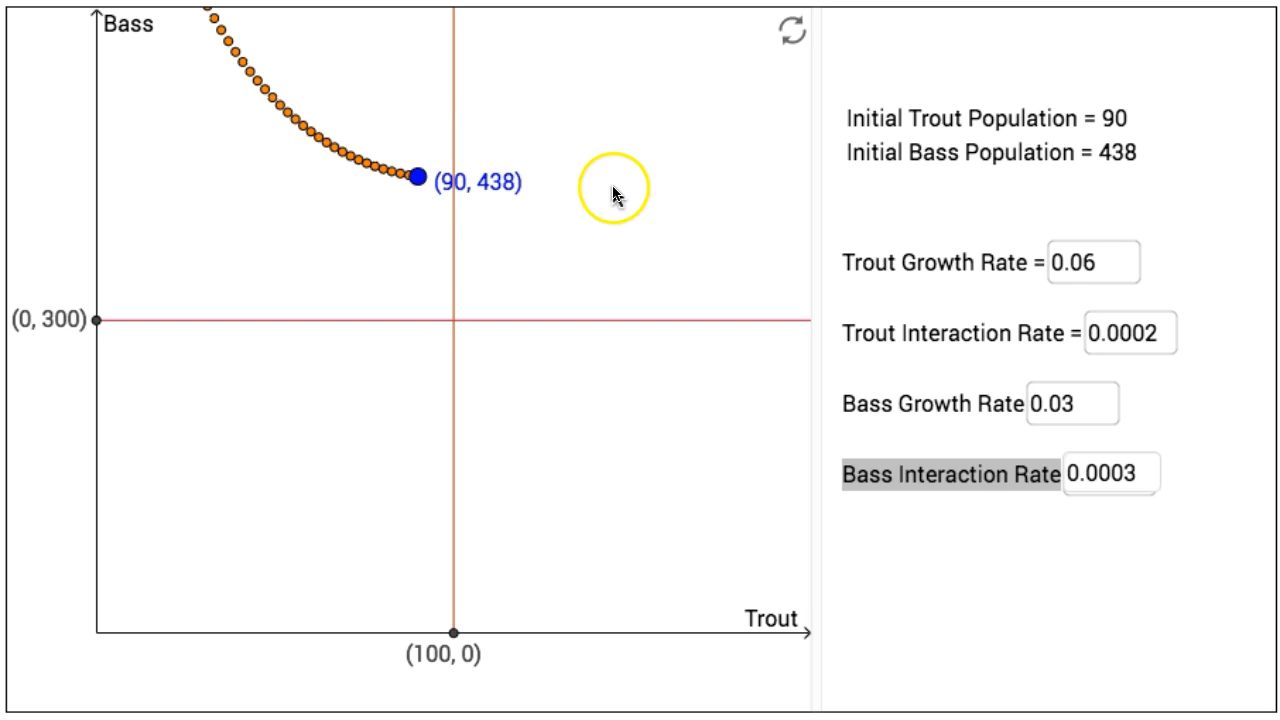 Bass
(90, 438)
(0, 300)
Trout
(100, 0)
Initial Trout Population = 90
Initial Bass Population = 438
Trout Growth Rate = 0.06
Trout Interaction Rate = 0.0002
Bass Growth Rate 0.03
Bass Interaction Rate 0.0003